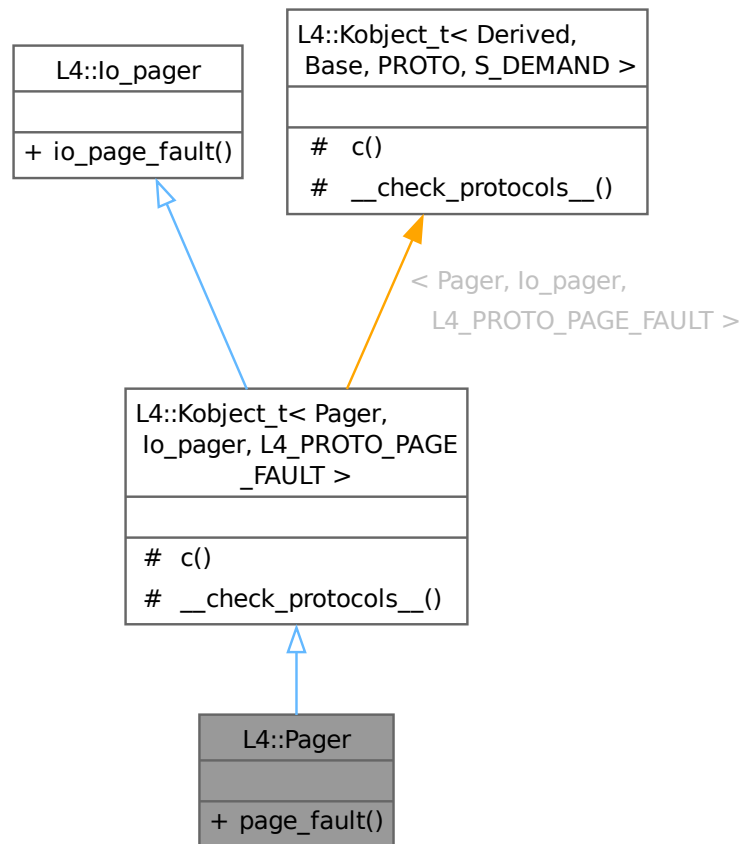 L4::Io_pager
+ io_page_fault()
L4::Kobject_t< Derived,
Base, PROTO, S_DEMAND >
# c()
# __check_protocols__()
< Pager, Io_pager,
L4_PROTO_PAGE_FAULT >
L4::Kobject_t< Pager,
Io_pager, L4_PROTO_PAGE
_FAULT >
# c()
# __check_protocols__()
L4::Pager
+ page_fault()